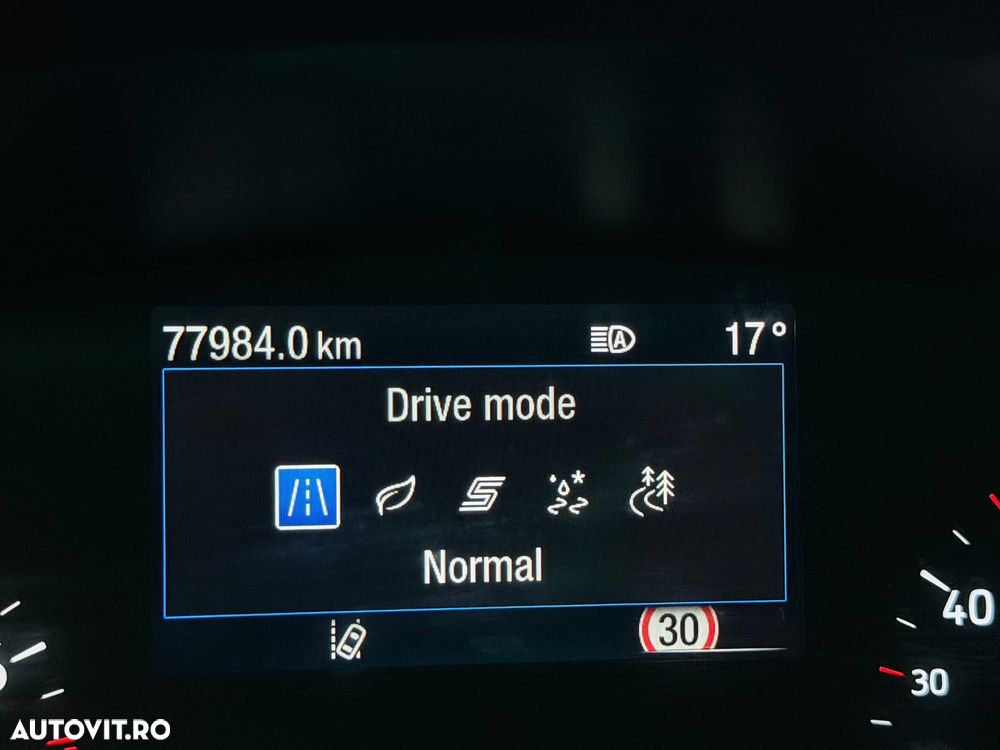 77984.0 km A 17°
Drive mode
Normal
30
40
30
AUTOVIT.RO